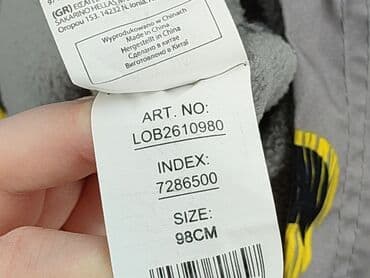 SAKARINO HELLAS, M
Oropou 153, 14232 N. Ionia, A
Wyprodukowano w Chinach
Made in China
Hergestellt in China
Сделано в китае
Виготовлено в Китаї
ART. NO:
LOB2610980
INDEX:
7286500
SIZE:
98CM